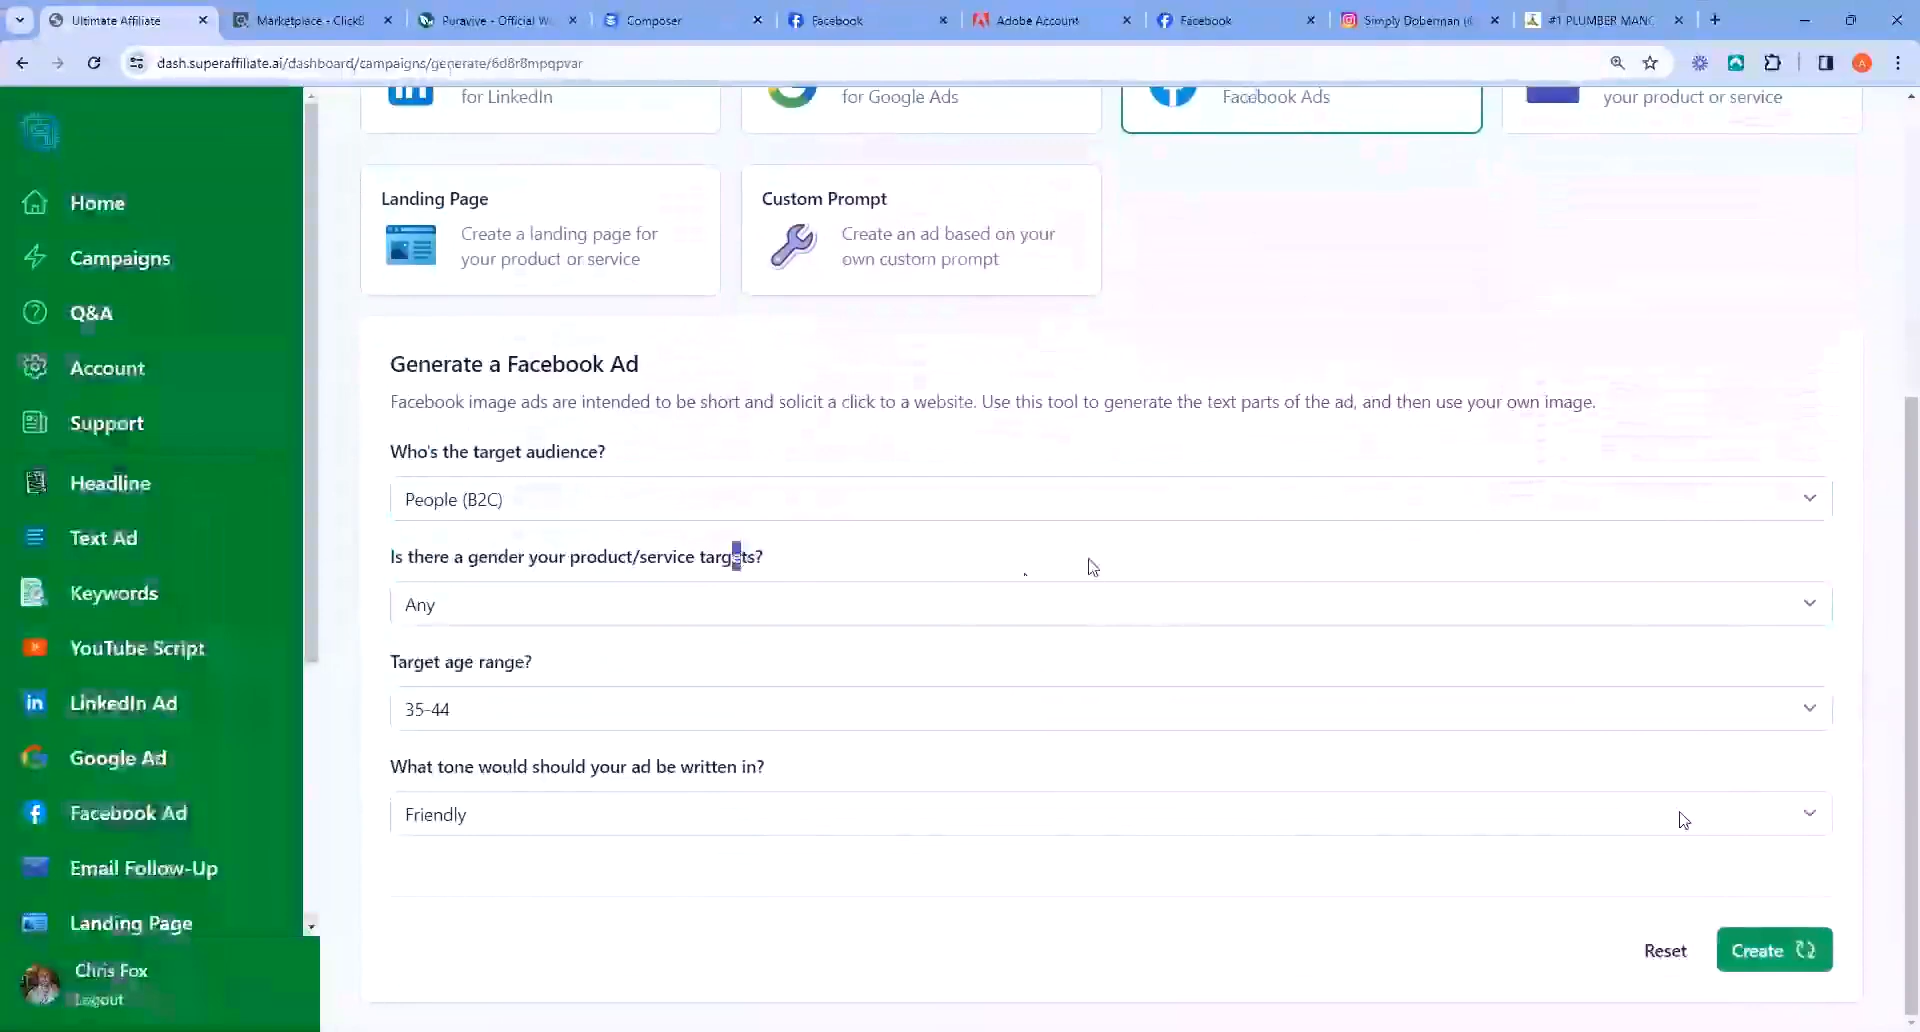 Ultimate Affiliate
Marketplace - ClickB
Puravive - Official W
Composer
Facebook
Adobe Account
Facebook
Simply Doberman (
#1 PLUMBER MANC
dash.superaffiliate.ai/dashboard/campaigns/generate/6d8r8mpqpvar
A
for LinkedIn
for Google Ads
Facebook Ads
your product or service
Landing Page
Create a landing page for
your product or service
Custom Prompt
Create an ad based on your
own custom prompt
Home
Campaigns
Q&A
Account
Support
Headline
Text Ad
Keywords
YouTube Script
in LinkedIn Ad
Google Ad
Facebook Ad
Email Follow-Up
Landing Page
Chris Fox
Logout
Generate a Facebook Ad
Facebook image ads are intended to be short and solicit a click to a website. Use this tool to generate the text parts of the ad, and then use your own image.
Who's the target audience?
People (B2C)
Is there a gender your product/service targets?
Any
Target age range?
35-44
What tone would should your ad be written in?
Friendly
Reset
Create